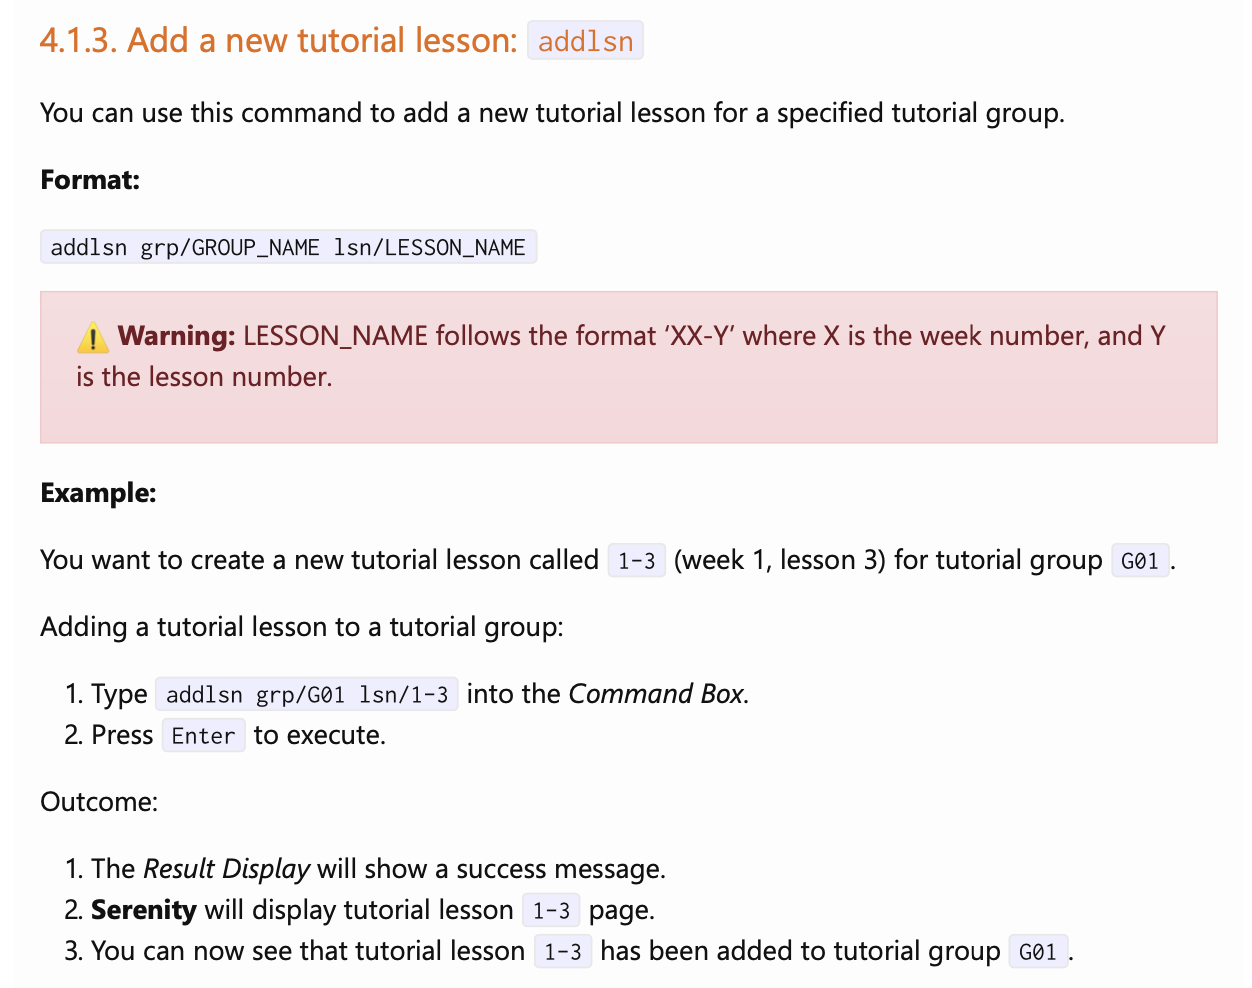 4.1.3. Add a new tutorial lesson: addlsn
You can use this command to add a new tutorial lesson for a specified tutorial group.
Format:
addlsn grp/GROUP_NAME lsn/LESSON_NAME
⚠️ Warning: LESSON_NAME follows the format ‘XX-Y’ where X is the week number, and Y
is the lesson number.
Example:
You want to create a new tutorial lesson called 1-3 (week 1, lesson 3) for tutorial group G01.
Adding a tutorial lesson to a tutorial group:
1. Type addlsn grp/G01 lsn/1-3 into the Command Box.
2. Press Enter to execute.
Outcome:
1. The Result Display will show a success message.
2. Serenity will display tutorial lesson 1-3 page.
3. You can now see that tutorial lesson 1-3 has been added to tutorial group G01.